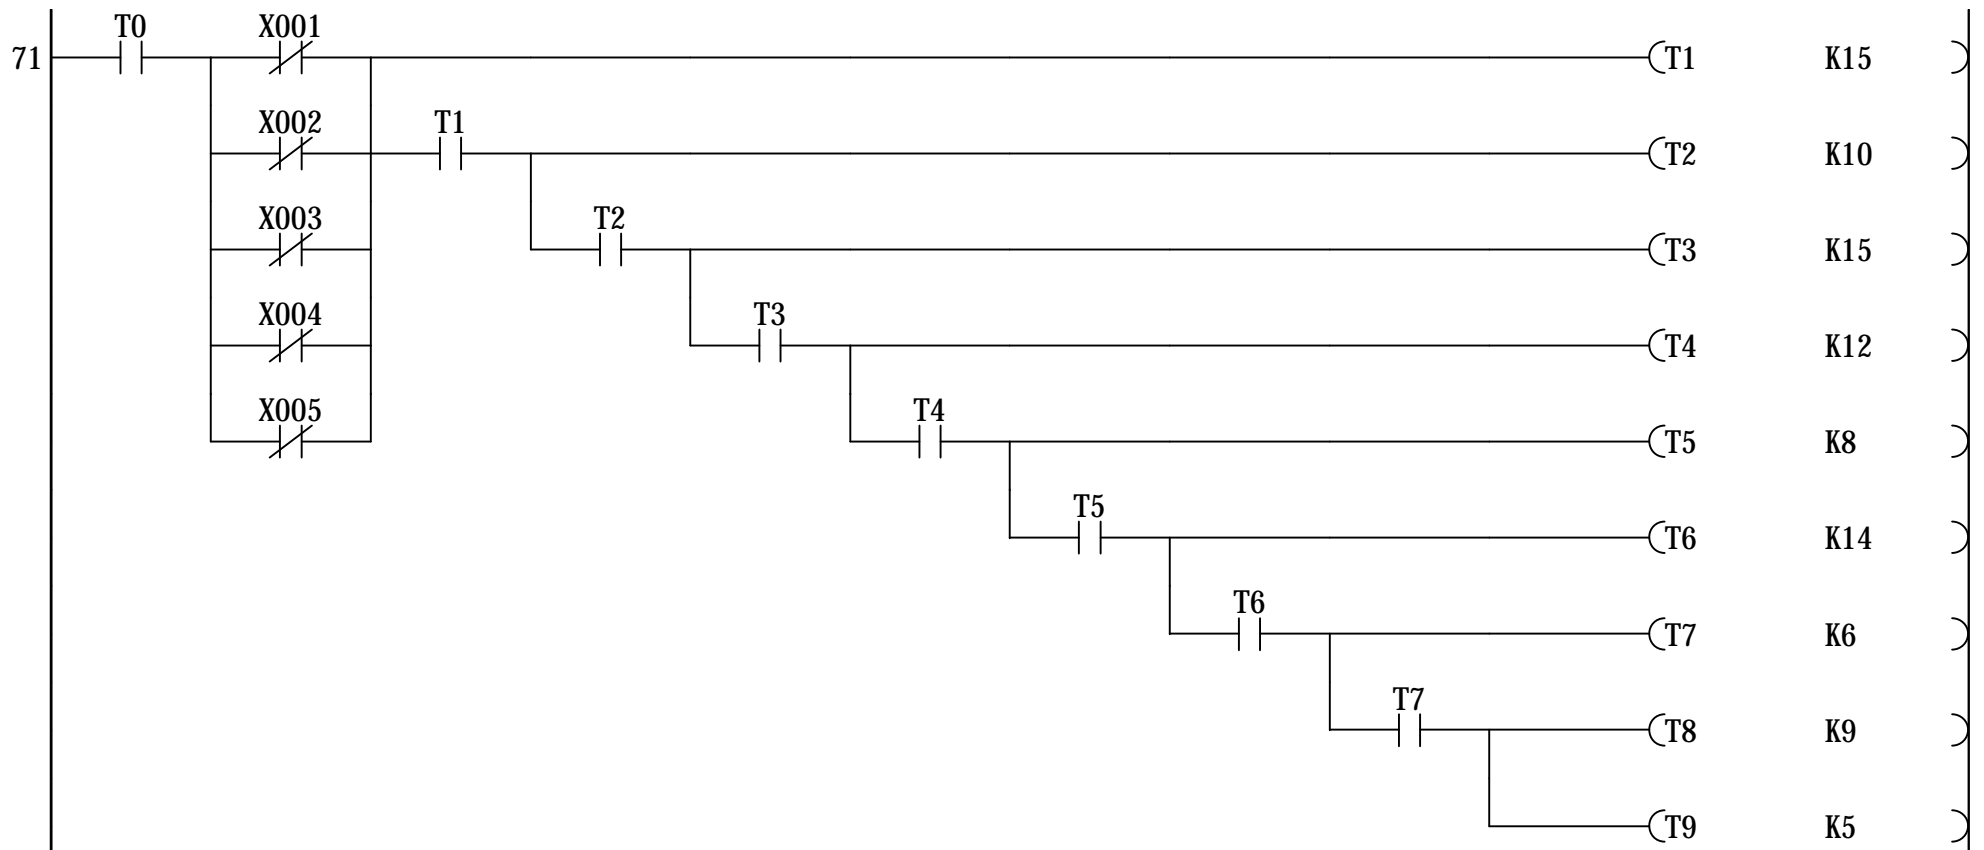 T0 X001
71 T1 K15
X002 T1
T2 K10
X003 T2
T3 K15
X004 T3
T4 K12
X005 T4
T5 K8
T5
T6 K14
T6
T7 K6
T7
T8 K9
T9 K5